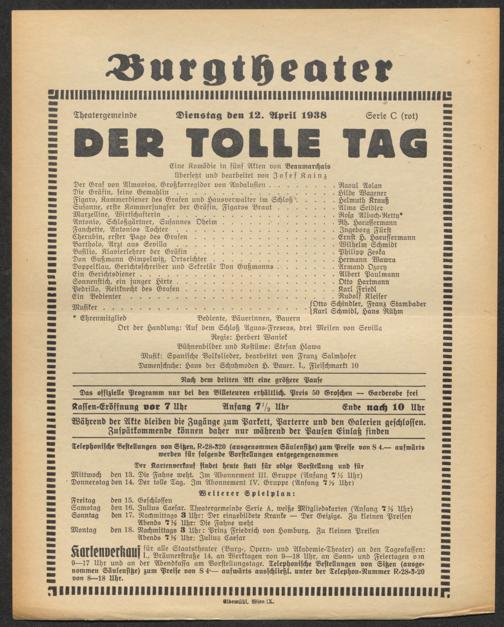 Burgtheater
Theatergemeinde Dienstag den 12. April 1938 Serie C (rot)
DER TOLLE TAG
Eine Komödie in fünf Akten von Beaumarchais
Übersetzt und bearbeitet von Josef Kainz
Der Graf von Almaviva, Großkorregidor von Andalusien . . . Raoul Aslan
Die Gräfin, seine Gemahlin . . . Hilde Wagener
Figaro, Kammerdiener des Grafen und Hausverwalter im Schloß . . . Helmuth Krauß
Susanne, erste Kammerjungfer der Gräfin, Figaros Braut . . . Alma Seidler
Marzelline, Wirtschafterin . . . Rosa Albach-Retty*
Antonio, Schloßgärtner, Susannes Oheim . . . Ph. Haeussermann
Fanchette, Antonios Tochter . . . Ingeborg Fürst
Cherubin, erster Page des Grafen . . . Ernst H. Haeussermann
Bartholo, Arzt aus Sevilla . . . Wilhelm Schmidt
Basilio, Klavierlehrer der Gräfin . . . Philipp Zeska
Don Gußmann Gimpelwitz, Ortsrichter . . . Hermann Wawra
Doppelklau, Gerichtsschreiber und Sekretär Don Gußmanns . . . Armand Ozory
Ein Gerichtsdiener . . . Albert Paulmann
Sonnenstich, ein junger Hirte . . . Otto Hartmann
Pedrillo, Reitknecht des Grafen . . . Karl Friedl
Ein Bedienter . . . Rudolf Kleiser
Musiker . . . Otto Schindler, Franz Stambader
Karl Schmidl, Hans Rühm
* Ehrenmitglied Bediente, Bäuerinnen, Bauern
Ort der Handlung: Auf dem Schloß Aguas-Frescas, drei Meilen von Sevilla
Regie: Herbert Waniek
Bühnenbilder und Kostüme: Stefan Hlawa
Musik: Spanische Volkslieder, bearbeitet von Franz Salmhofer
Damenschuhe: Haus der Schuhmoden H. Bauer, I., Fleischmarkt 10
Nach dem dritten Akt eine größere Pause
Das offizielle Programm nur bei den Billeteuren erhältlich. Preis 50 Groschen — Garderobe frei
Kassen-Eröffnung vor 7 Uhr Anfang 7½ Uhr Ende nach 10 Uhr
Während der Akte bleiben die Zugänge zum Parkett, Parterre und den Galerien geschlossen.
Zuspätkommende können daher nur während der Pausen Einlaß finden
Telephonische Bestellungen von Sitzen, R-28-320 (ausgenommen Säulensitze) zum Preise von S 4.— aufwärts
werden für folgende Vorstellungen entgegengenommen
Der Kartenverkauf findet heute statt für obige Vorstellung und für
Mittwoch den 13. Die Fahne weht. Im Abonnement III. Gruppe (Anfang 7½ Uhr)
Donnerstag den 14. Der tolle Tag. Im Abonnement IV. Gruppe (Anfang 7½ Uhr)
Weiterer Spielplan:
Freitag den 15. Geschlossen
Samstag den 16. Julius Caesar. Theatergemeinde Serie A, weiße Mitgliedskarten (Anfang 7½ Uhr)
Sonntag den 17. Nachmittags 3 Uhr: Der eingebildete Kranke — Der Geizige. Zu kleinen Preisen
Abends 7½ Uhr: Die Fahne weht
Montag den 18. Nachmittags 3 Uhr: Prinz Friedrich von Homburg. Zu kleinen Preisen
Abends 7½ Uhr: Julius Caesar
Kartenverkauf für alle Staatstheater (Burg-, Opern- und Akademie-Theater) an den Tageskassen:
I., Bräunerstraße 14, an Werktagen von 9—18 Uhr, an Sonn- und Feiertagen von
9—17 Uhr und an der Abendkassa am Vorstellungstage. Telephonische Bestellungen von Sitzen (ausge-
nommen Säulensitze) zum Preise von S 4·— aufwärts ausschließl. unter der Telephon-Nummer R-28-3-20
von 8—18 Uhr.
Elbemühl, Wien IX.